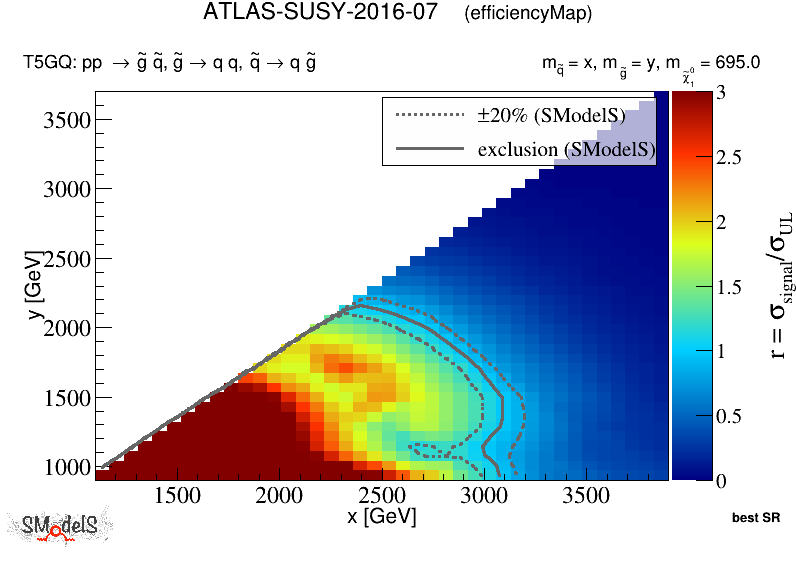 ATLAS-SUSY-2016-07 (efficiencyMap)
T5GQ: pp → g̃ q̃, g̃ → q q, q̃ → q g̃
m_q̃ = x, m_g̃ = y, m_χ̃₁⁰ = 695.0
±20% (SModelS)
exclusion (SModelS)
y [GeV]
3500
3000
2500
2000
1500
1000
1500
2000
2500
3000
3500
x [GeV]
3
2.5
2
1.5
1
0.5
0
r = σ_signal/σ_UL
SModelS
best SR